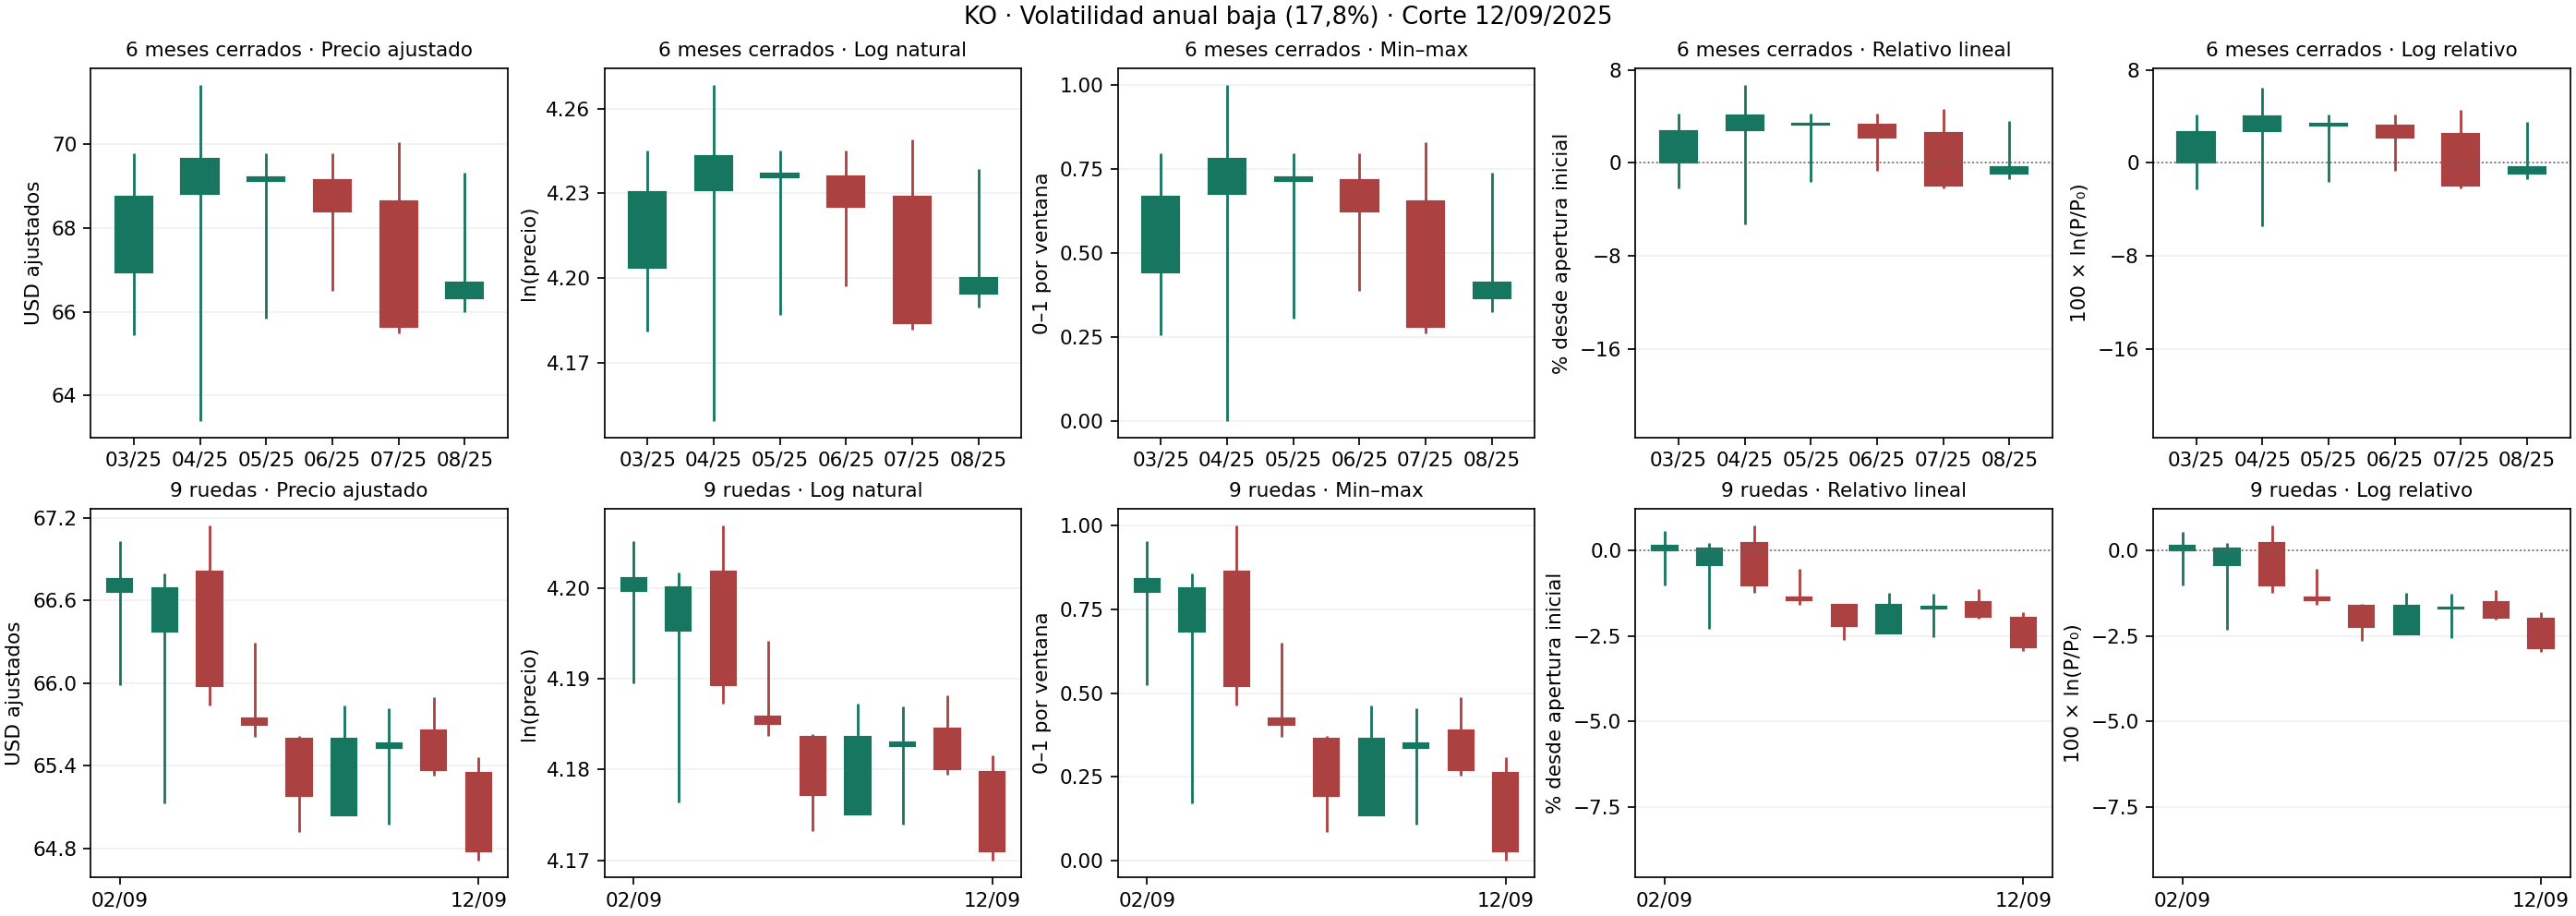 KO · Volatilidad anual baja (17,8%) · Corte 12/09/2025
6 meses cerrados · Precio ajustado
USD ajustados
70
68
66
64
03/25 04/25 05/25 06/25 07/25 08/25
6 meses cerrados · Log natural
ln(precio)
4.26
4.23
4.20
4.17
03/25 04/25 05/25 06/25 07/25 08/25
6 meses cerrados · Min–max
0–1 por ventana
1.00
0.75
0.50
0.25
0.00
03/25 04/25 05/25 06/25 07/25 08/25
6 meses cerrados · Relativo lineal
% desde apertura inicial
8
0
−8
−16
03/25 04/25 05/25 06/25 07/25 08/25
6 meses cerrados · Log relativo
100 × ln(P/P₀)
8
0
−8
−16
03/25 04/25 05/25 06/25 07/25 08/25
9 ruedas · Precio ajustado
USD ajustados
67.2
66.6
66.0
65.4
64.8
02/09 12/09
9 ruedas · Log natural
ln(precio)
4.20
4.19
4.18
4.17
02/09 12/09
9 ruedas · Min–max
0–1 por ventana
1.00
0.75
0.50
0.25
0.00
02/09 12/09
9 ruedas · Relativo lineal
% desde apertura inicial
0.0
−2.5
−5.0
−7.5
02/09 12/09
9 ruedas · Log relativo
100 × ln(P/P₀)
0.0
−2.5
−5.0
−7.5
02/09 12/09